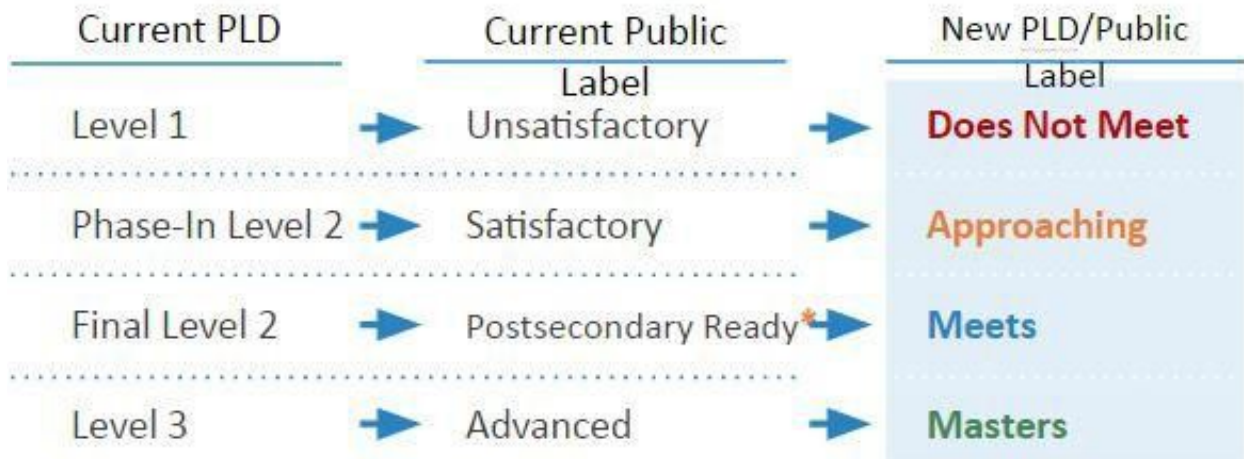 Current PLD Current Public New PLD/Public
Label Label
Level 1 Unsatisfactory Does Not Meet
Phase-In Level 2 Satisfactory Approaching
Final Level 2 Postsecondary Ready* Meets
Level 3 Advanced Masters